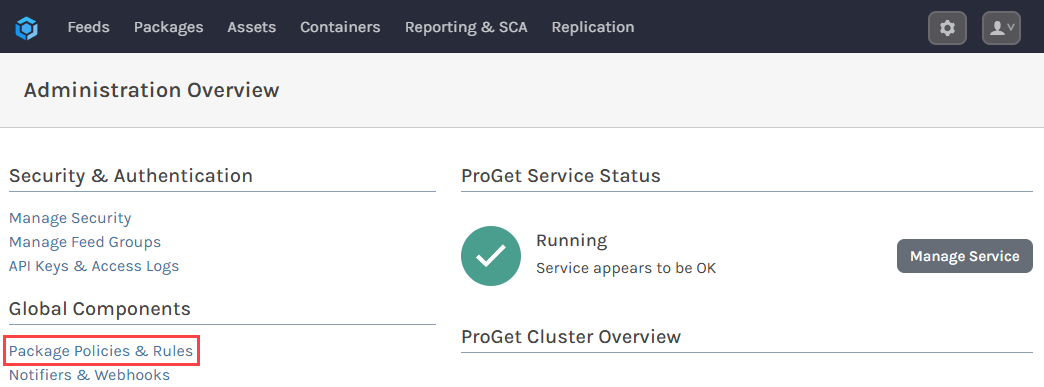 Feeds Packages Assets Containers Reporting & SCA Replication
Administration Overview
Security & Authentication
Manage Security
Manage Feed Groups
API Keys & Access Logs
Global Components
Package Policies & Rules
Notifiers & Webhooks
ProGet Service Status
Running
Service appears to be OK
Manage Service
ProGet Cluster Overview